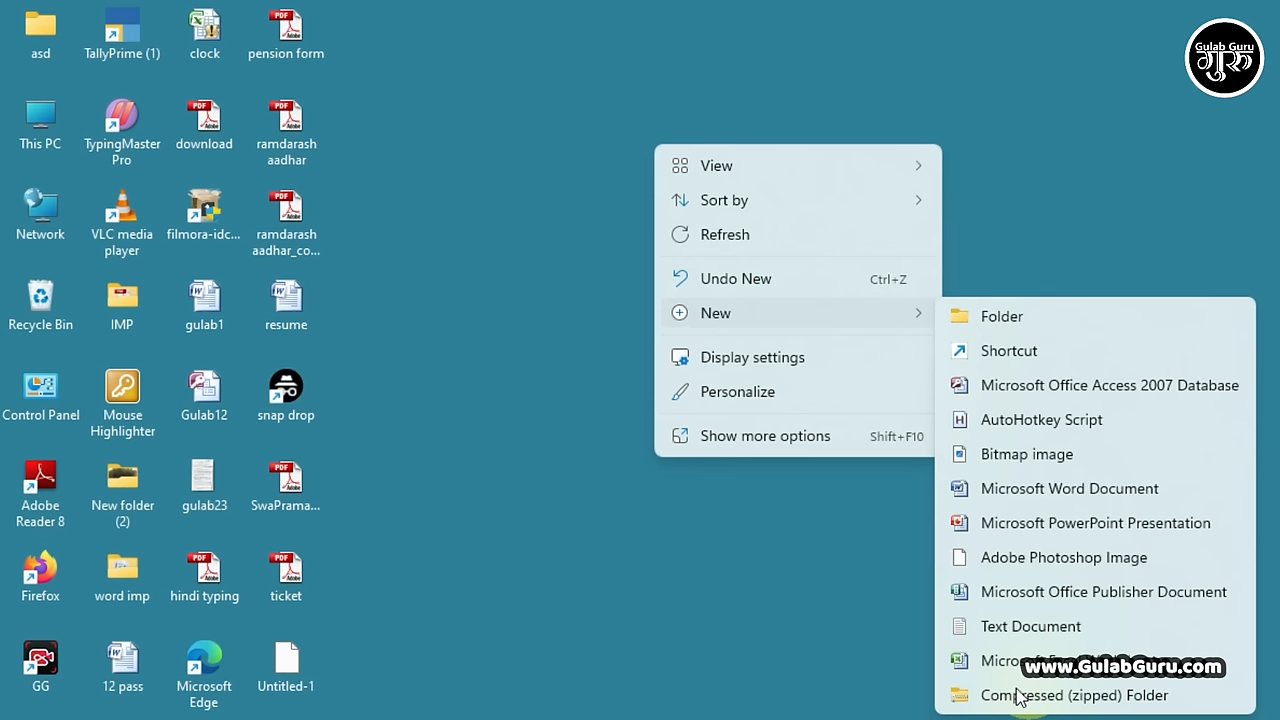 asd
TallyPrime (1)
clock
pension form
Gulab Guru
गुरु
This PC
TypingMaster
Pro
download
ramdarash
aadhar
Network
VLC media
player
filmora-idc...
ramdarash
aadhar_co...
Recycle Bin
IMP
gulab1
resume
Control Panel
Mouse
Highlighter
Gulab12
snap drop
Adobe
Reader 8
New folder
(2)
gulab23
SwaPrama...
Firefox
word imp
hindi typing
ticket
GG
12 pass
Microsoft
Edge
Untitled-1
View
Sort by
Refresh
Undo New Ctrl+Z
New
Display settings
Personalize
Show more options Shift+F10
Folder
Shortcut
Microsoft Office Access 2007 Database
AutoHotkey Script
Bitmap image
Microsoft Word Document
Microsoft PowerPoint Presentation
Adobe Photoshop Image
Microsoft Office Publisher Document
Text Document
www.GulabGuru.com
Compressed (zipped) Folder